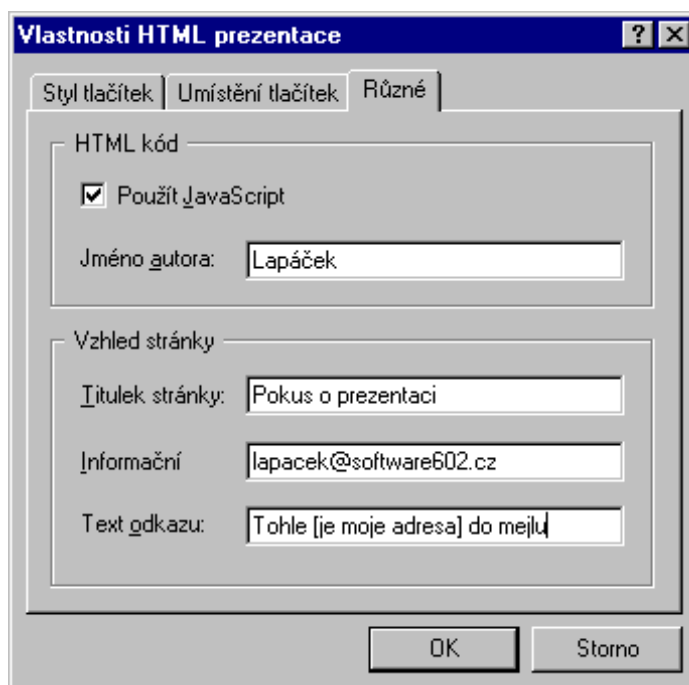 Vlastnosti HTML prezentace
Styl tlačítek Umístění tlačítek Různé
HTML kód
Použít JavaScript
Jméno autora: Lapáček
Vzhled stránky
Titulek stránky: Pokus o prezentaci
Informační lapacek@software602.cz
Text odkazu: Tohle [je moje adresa] do mejlu
OK Storno